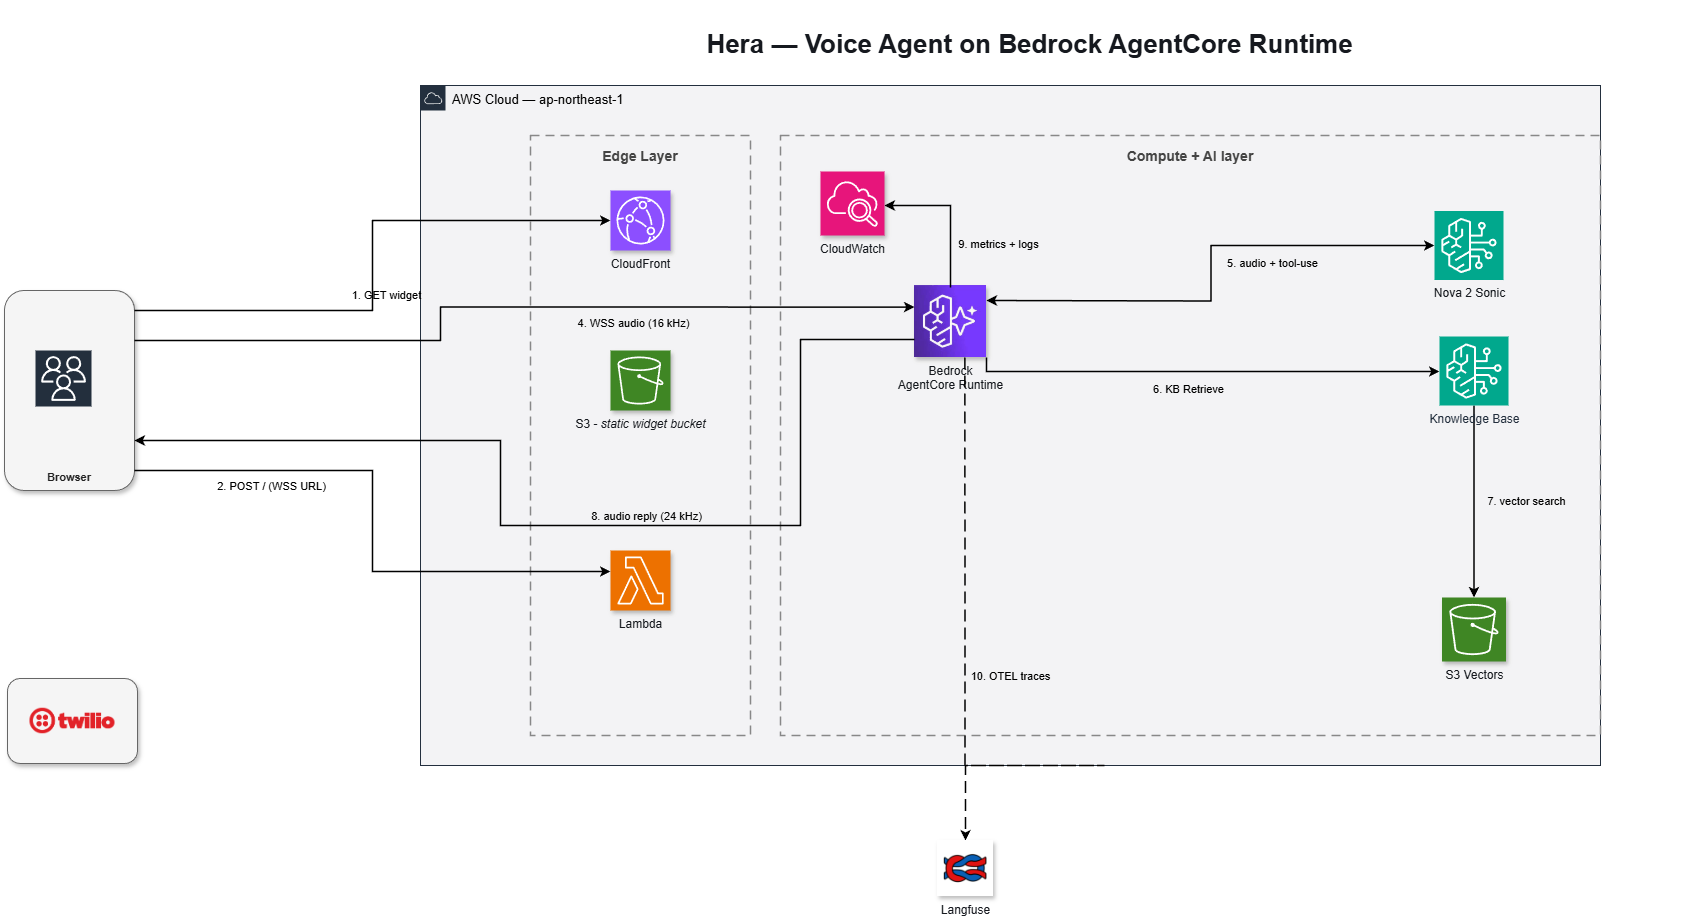 Hera — Voice Agent on Bedrock AgentCore Runtime
AWS Cloud — ap-northeast-1
Edge Layer
Compute + AI layer
CloudFront
CloudWatch
9. metrics + logs
5. audio + tool-use
Nova 2 Sonic
1. GET widget
4. WSS audio (16 kHz)
Bedrock
AgentCore Runtime
6. KB Retrieve
Knowledge Base
S3 - static widget bucket
Browser
2. POST / (WSS URL)
7. vector search
8. audio reply (24 kHz)
Lambda
10. OTEL traces
S3 Vectors
twilio
Langfuse